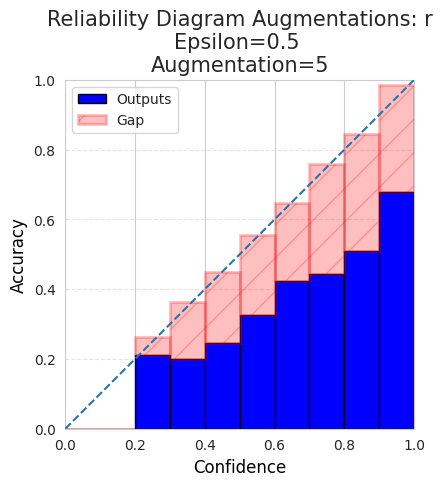 Reliability Diagram Augmentations: r
Epsilon=0.5
Augmentation=5
Outputs
Gap
Accuracy
1.0
0.8
0.6
0.4
0.2
0.0
0.0 0.2 0.4 0.6 0.8 1.0
Confidence